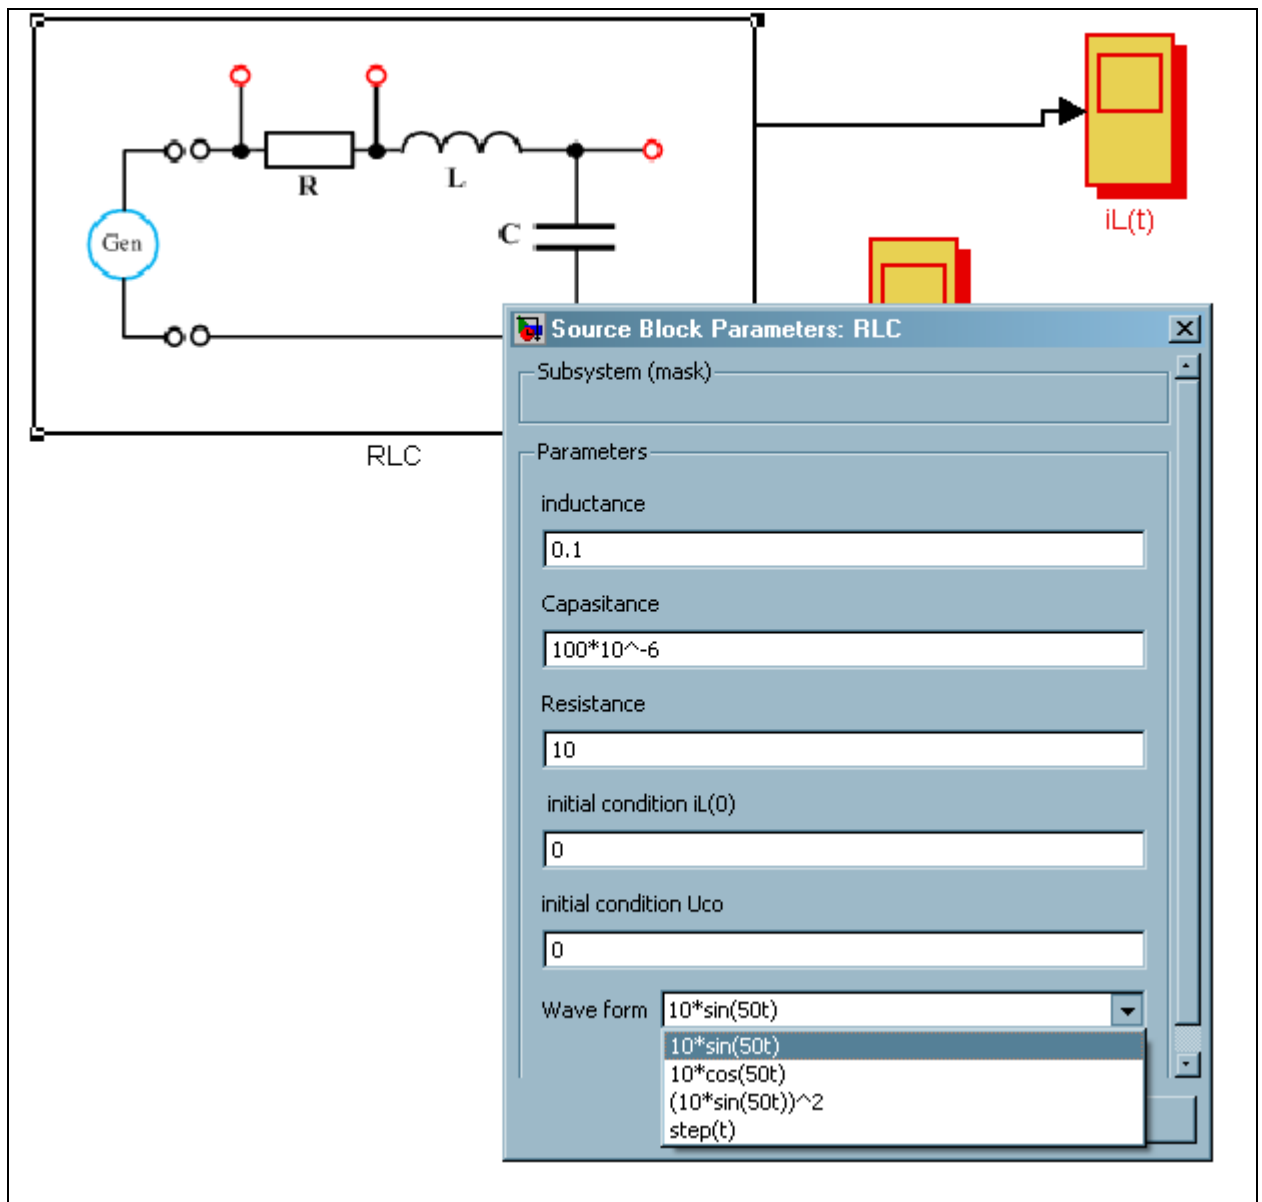 R
L
C
Gen
iL(t)
RLC
Source Block Parameters: RLC
Subsystem (mask)
Parameters
inductance
0.1
Capasitance
100*10^-6
Resistance
10
initial condition iL(0)
0
initial condition Uco
0
Wave form 10*sin(50t)
10*sin(50t)
10*cos(50t)
(10*sin(50t))^2
step(t)